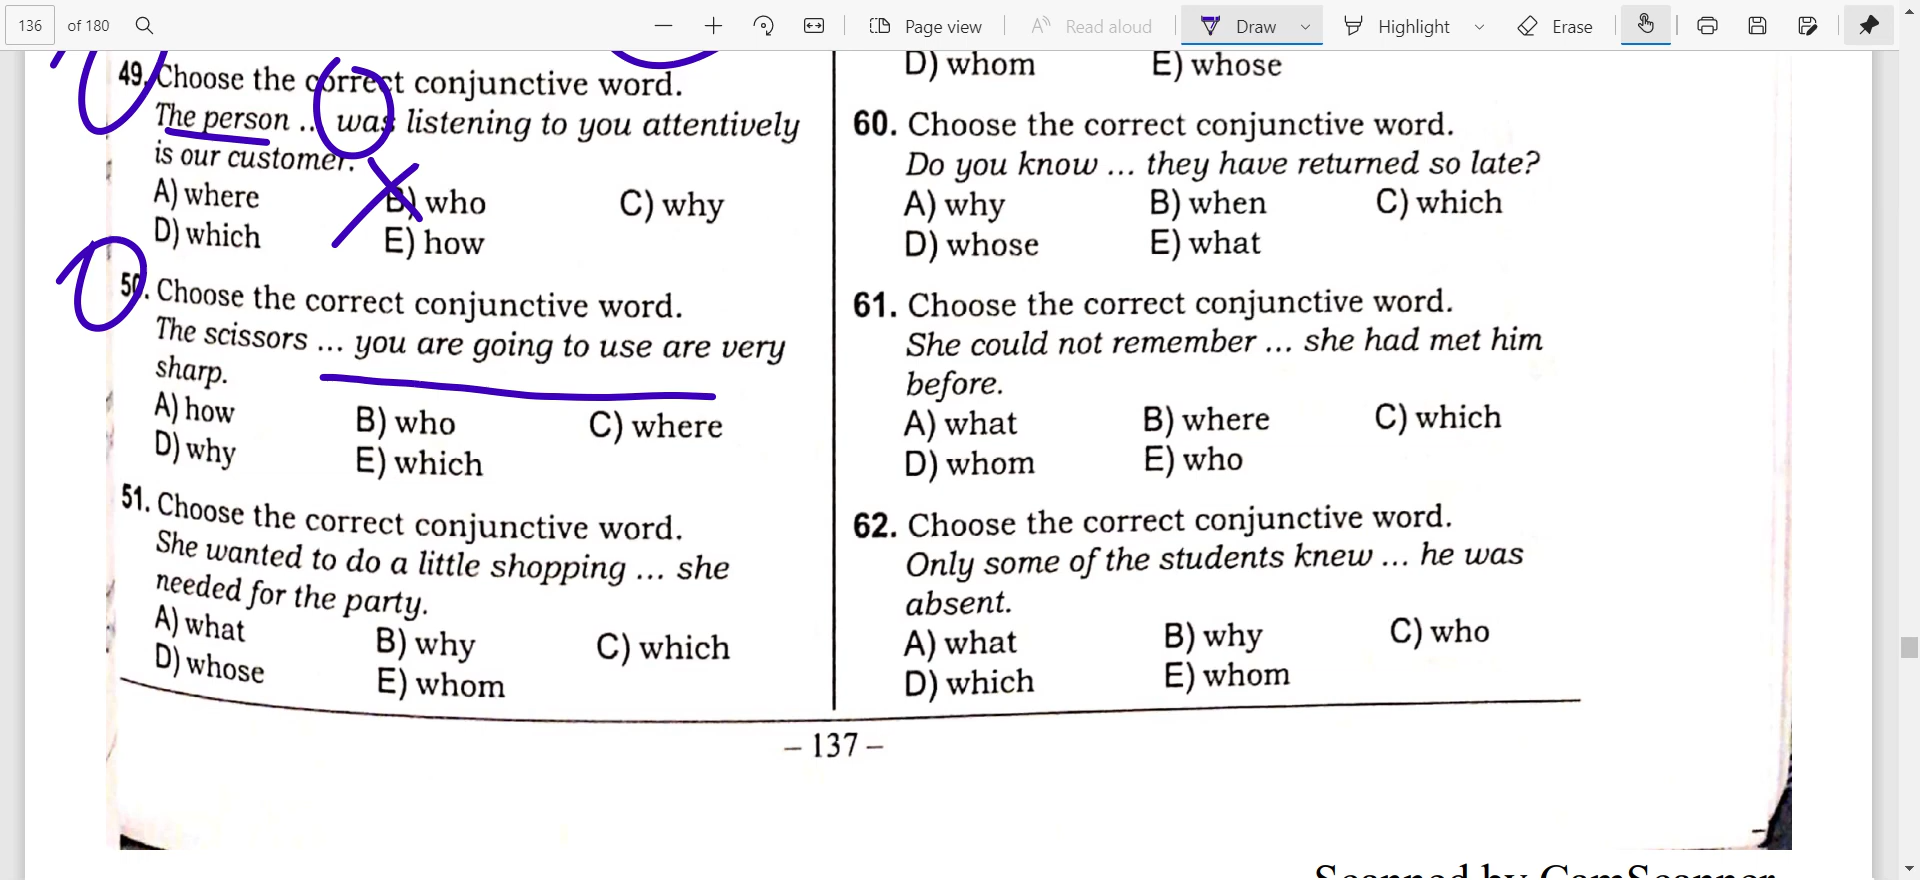 136 of 180 Page view Read aloud Draw Highlight Erase
49. Choose the correct conjunctive word.
The person ... was listening to you attentively
is our customer.
A) where B) who C) why
D) which E) how
50. Choose the correct conjunctive word.
The scissors ... you are going to use are very
sharp.
A) how B) who C) where
D) why E) which
51. Choose the correct conjunctive word.
She wanted to do a little shopping ... she
needed for the party.
A) what B) why C) which
D) whose E) whom
D) whom E) whose
60. Choose the correct conjunctive word.
Do you know ... they have returned so late?
A) why B) when C) which
D) whose E) what
61. Choose the correct conjunctive word.
She could not remember ... she had met him
before.
A) what B) where C) which
D) whom E) who
62. Choose the correct conjunctive word.
Only some of the students knew ... he was
absent.
A) what B) why C) who
D) which E) whom
– 137 –
Scanned by CamScanner